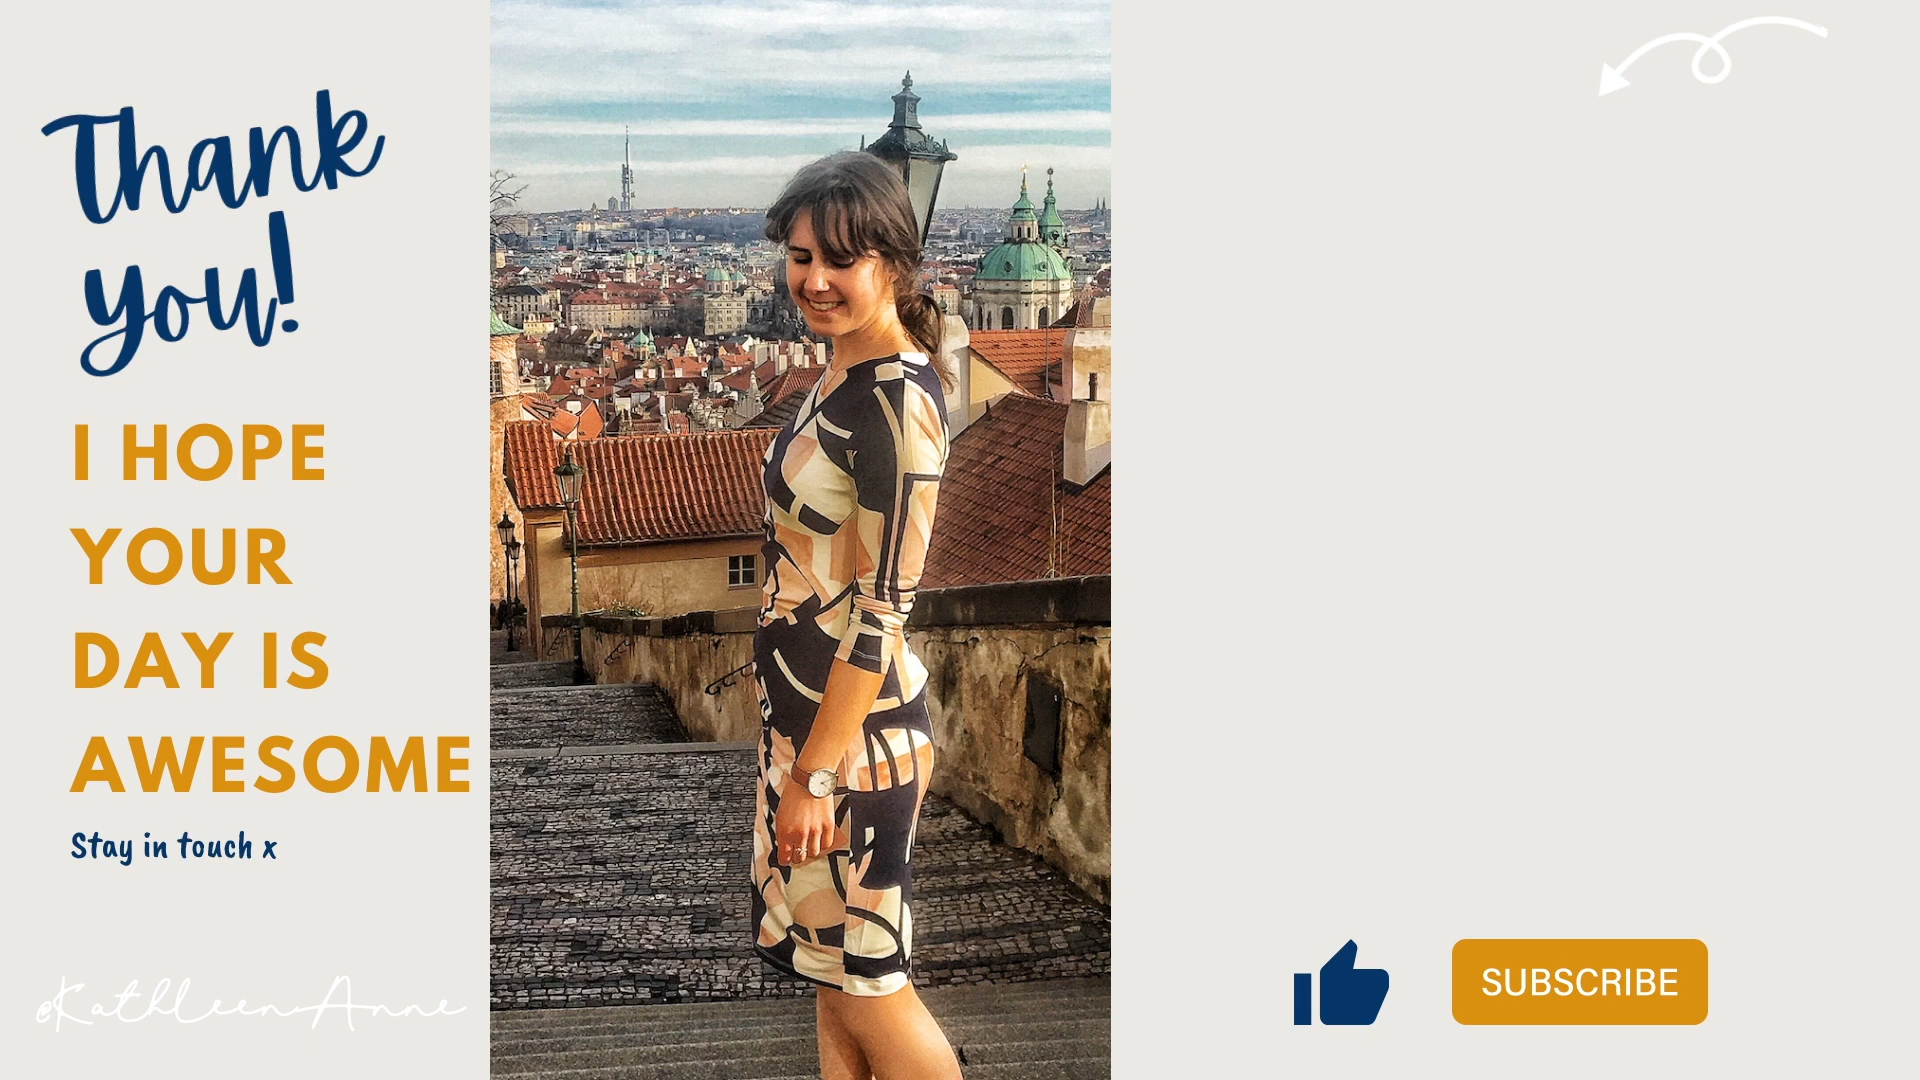 Thank
you!
I HOPE
YOUR
DAY IS
AWESOME
Stay in touch x
@KathleenAnne
SUBSCRIBE